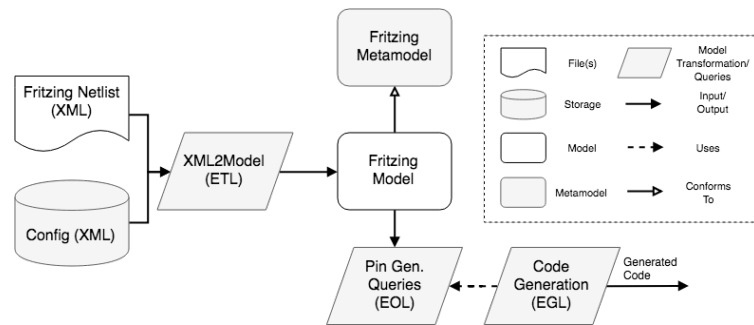 Fritzing
Metamodel
Fritzing Netlist
(XML)
XML2Model
(ETL)
Fritzing
Model
Config (XML)
Pin Gen.
Queries
(EOL)
Code
Generation
(EGL)
Generated
Code
File(s)
Model
Transformation/
Queries
Storage
Input/
Output
Model
Uses
Metamodel
Conforms
To